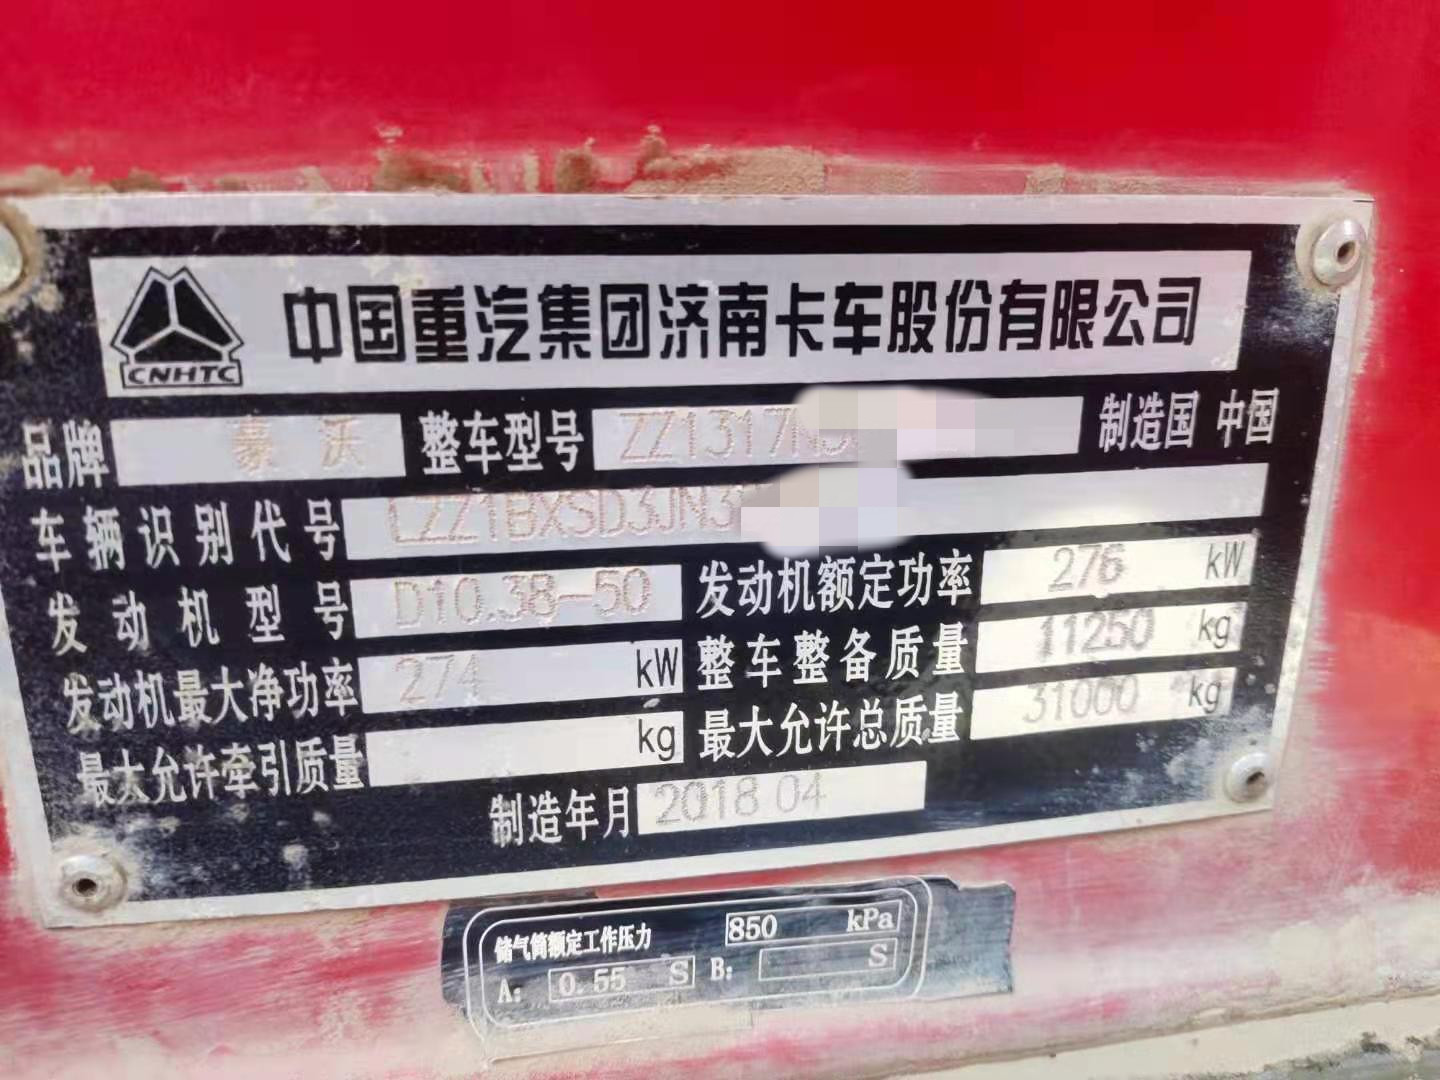 CNHTC 中国重汽集团济南卡车股份有限公司
品牌 豪沃 整车型号 ZZ1317N 制造国 中国
车辆识别代号 LZZ1BXSD3JN3
发动机型号 D10.38-50 发动机额定功率 276 kW
发动机最大净功率 274 kW 整车整备质量 11250 kg
最大允许牵引质量 kg 最大允许总质量 31000 kg
制造年月 2018 04
储气筒额定工作压力 850 kPa
A: 0.55 S B: S